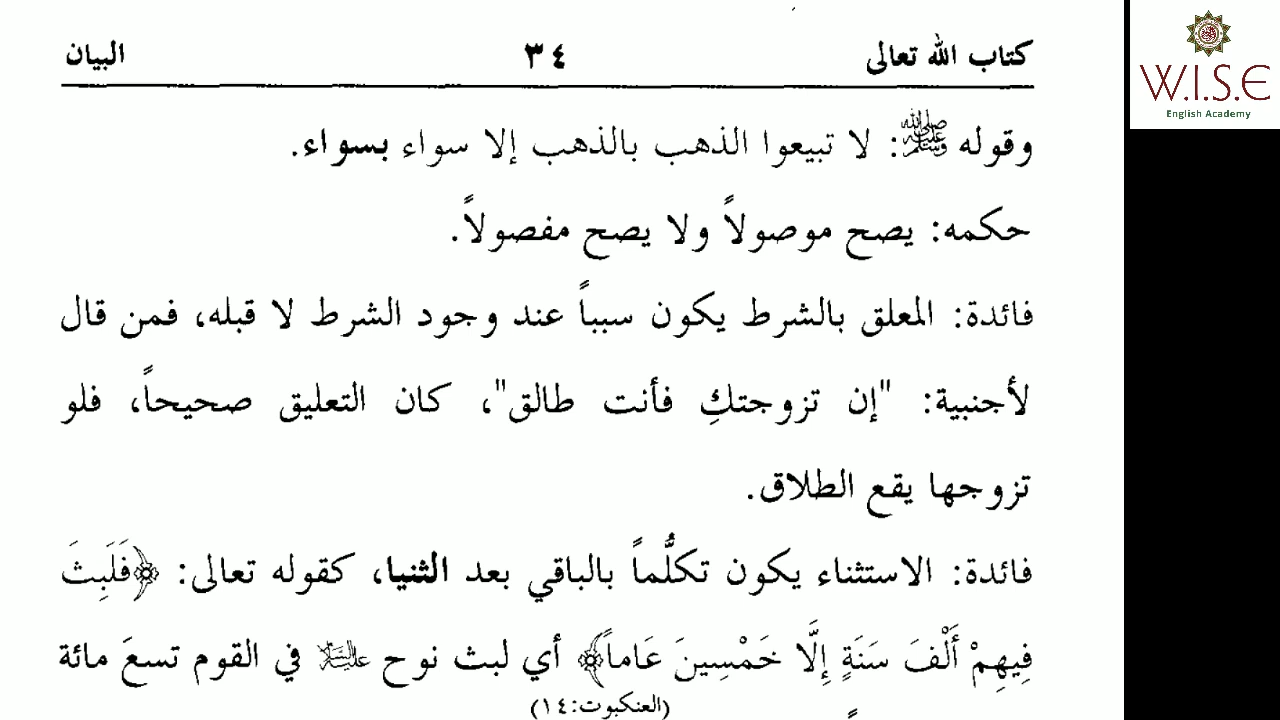 كتاب الله تعالى ٣٤ البيان
وقوله ﷺ: لا تبيعوا الذهب بالذهب إلا سواء بسواء.
حكمه: يصح موصولاً ولا يصح مفصولاً.
فائدة: المعلق بالشرط يكون سبباً عند وجود الشرط لا قبله، فمن قال
لأجنبية: "إن تزوجتكِ فأنت طالق"، كان التعليق صحيحاً، فلو
تزوجها يقع الطلاق.
فائدة: الاستثناء يكون تكلُّماً بالباقي بعد الثنيا، كقوله تعالى: ﴿فَلَبِثَ
فِيهِمْ أَلْفَ سَنَةٍ إِلَّا خَمْسِينَ عَاماً﴾ أي لبث نوح عليه السلام في القوم تسعَ مائة
(العنكبوت:١٤)
W.I.S.E
English Academy